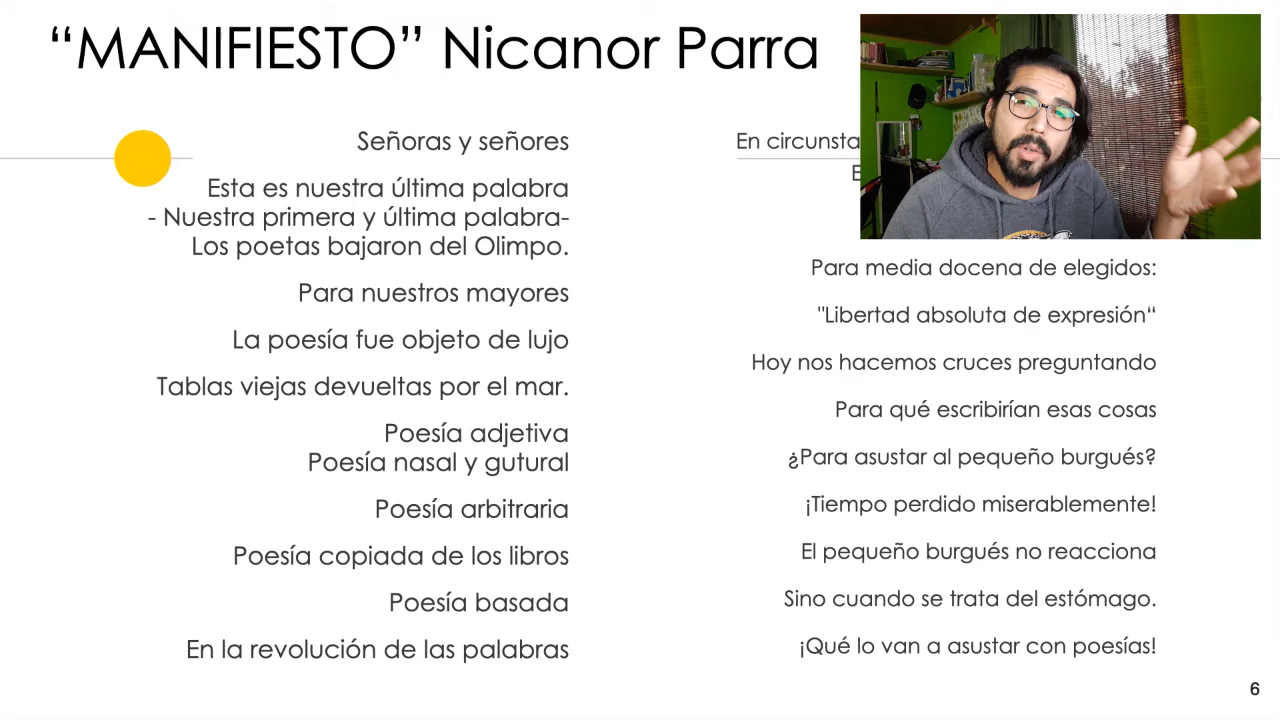 “MANIFIESTO” Nicanor Parra
Señoras y señores
Esta es nuestra última palabra
- Nuestra primera y última palabra-
Los poetas bajaron del Olimpo.
Para nuestros mayores
La poesía fue objeto de lujo
Tablas viejas devueltas por el mar.
Poesía adjetiva
Poesía nasal y gutural
Poesía arbitraria
Poesía copiada de los libros
Poesía basada
En la revolución de las palabras
En
Para media docena de elegidos:
"Libertad absoluta de expresión“
Hoy nos hacemos cruces preguntando
Para qué escribirían esas cosas
¿Para asustar al pequeño burgués?
¡Tiempo perdido miserablemente!
El pequeño burgués no reacciona
Sino cuando se trata del estómago.
¡Qué lo van a asustar con poesías!
6